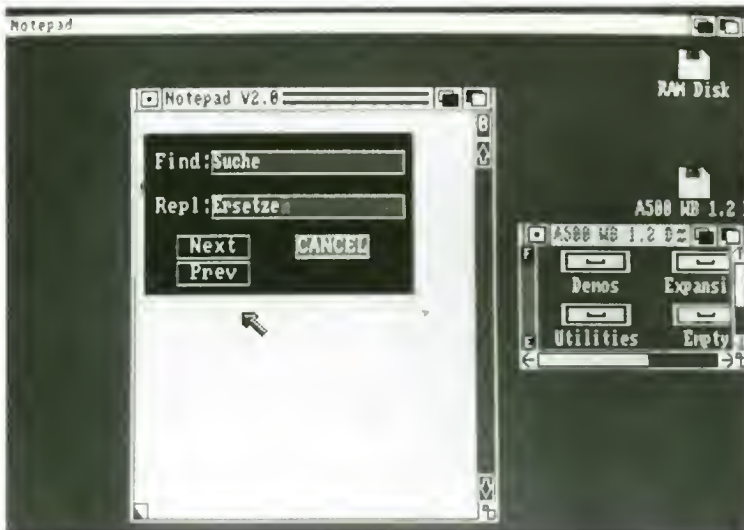 Notepad
RAM Disk
Notepad V2.0
Find:Suche
Repl:Ersetze
Next
CANCEL
Prev
A500 WB 1.2
A500 WB 1.2 D
Demos
Expansi
Utilities
Empty
F
E